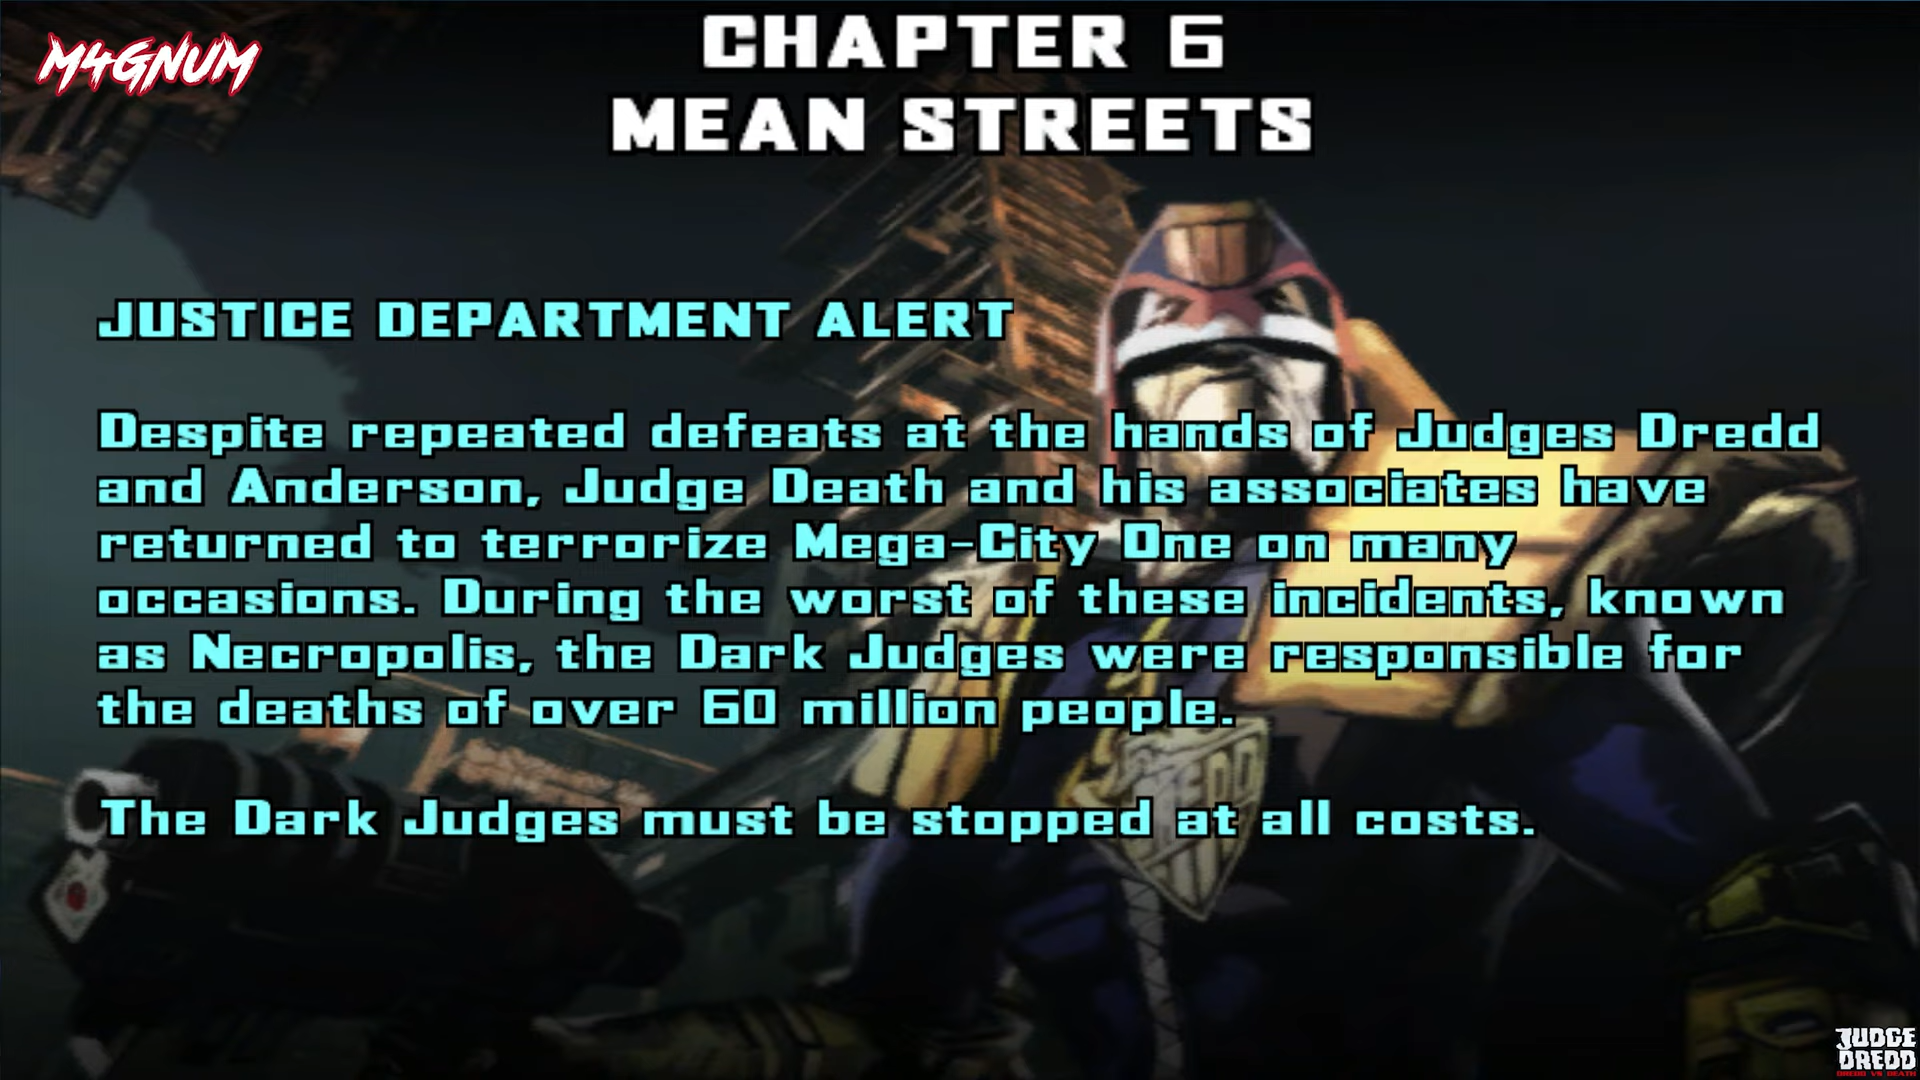 M4GNUM
CHAPTER 6
MEAN STREETS
JUSTICE DEPARTMENT ALERT
Despite repeated defeats at the hands of Judges Dredd
and Anderson, Judge Death and his associates have
returned to terrorize Mega-City One on many
occasions. During the worst of these incidents, known
as Necropolis, the Dark Judges were responsible for
the deaths of over 60 million people.
The Dark Judges must be stopped at all costs.
JUDGE
DREDD
DREDD VS DEATH